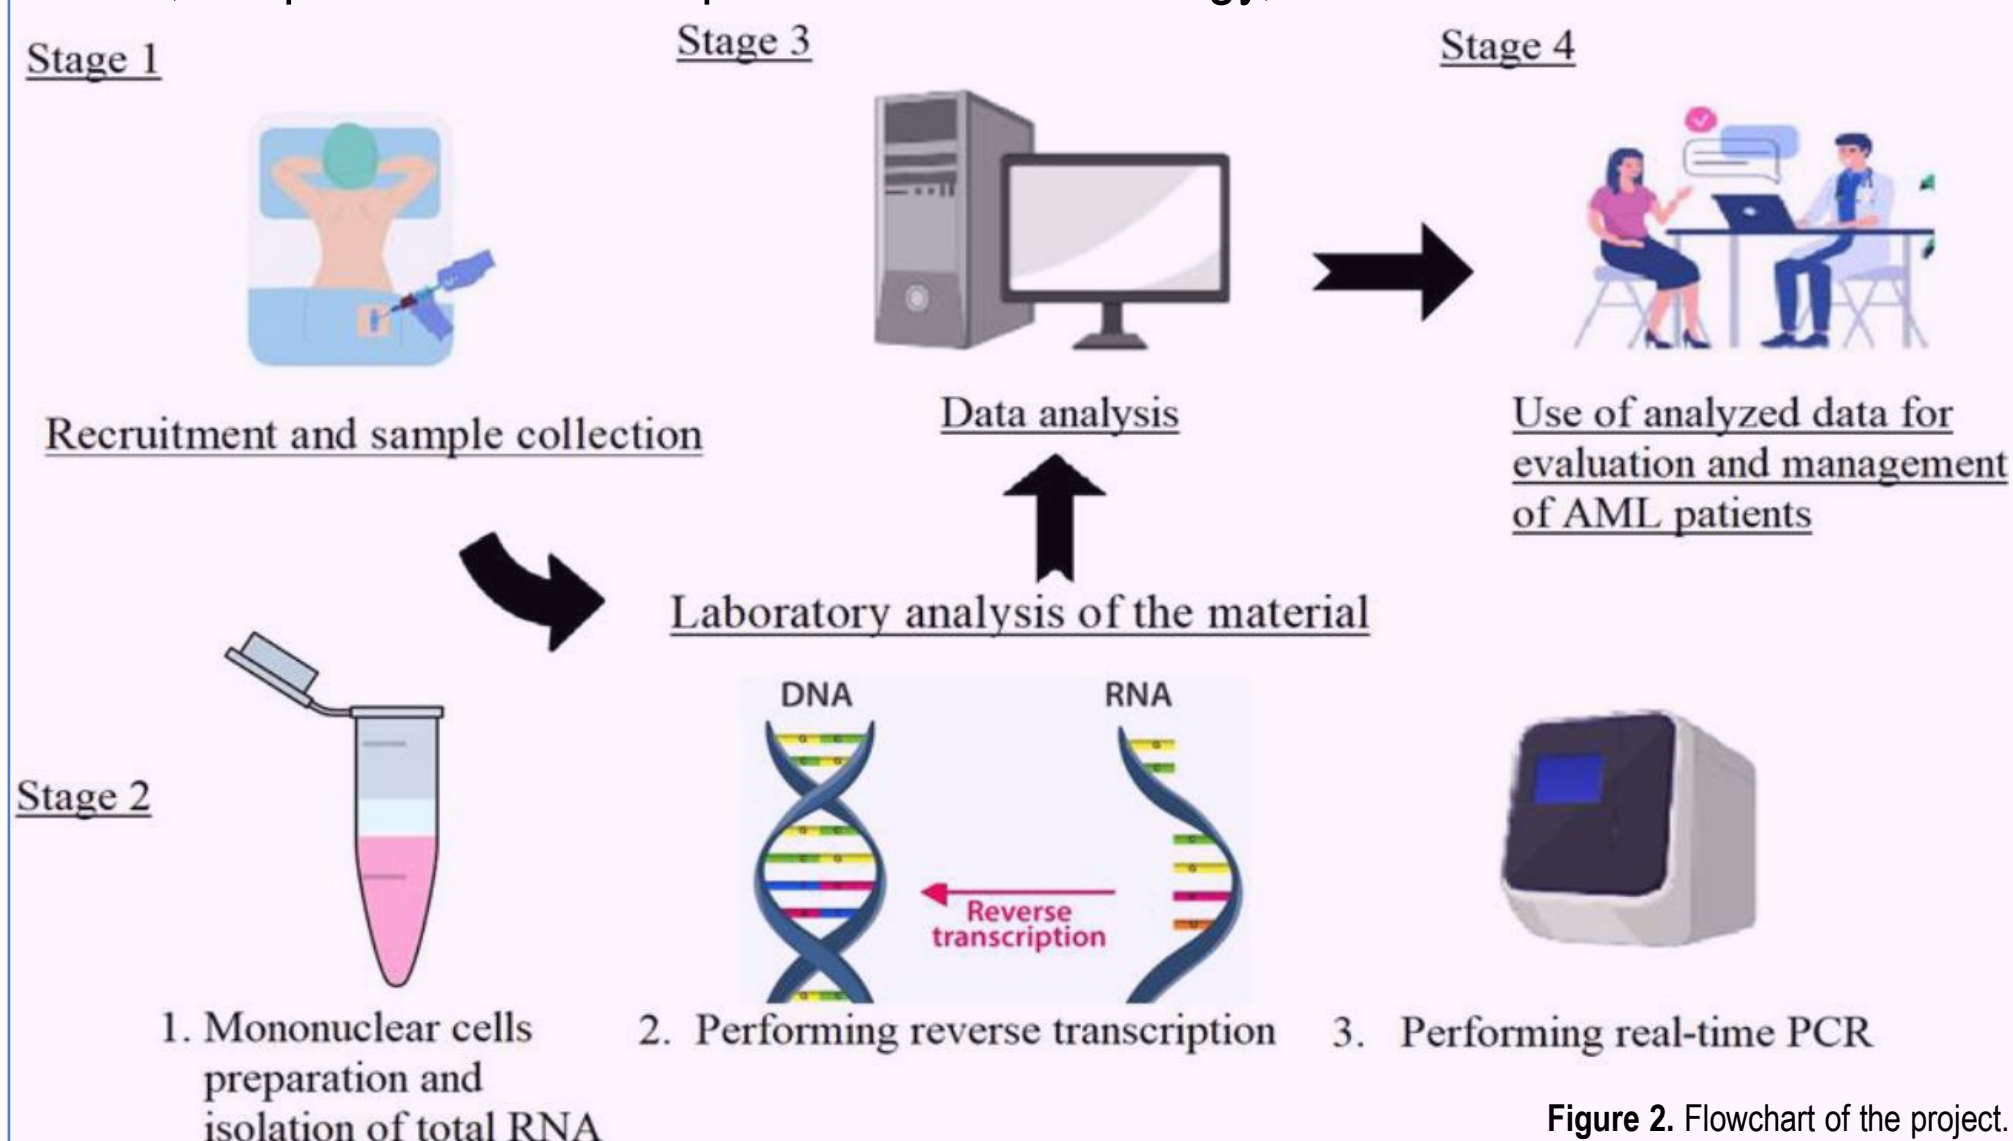 Stage 1
Recruitment and sample collection
Stage 2
Laboratory analysis of the material
DNA
RNA
Reverse
transcription
1. Mononuclear cells
preparation and
isolation of total RNA
2. Performing reverse transcription
3. Performing real-time PCR
Stage 3
Data analysis
Stage 4
Use of analyzed data for
evaluation and management
of AML patients
Figure 2. Flowchart of the project.